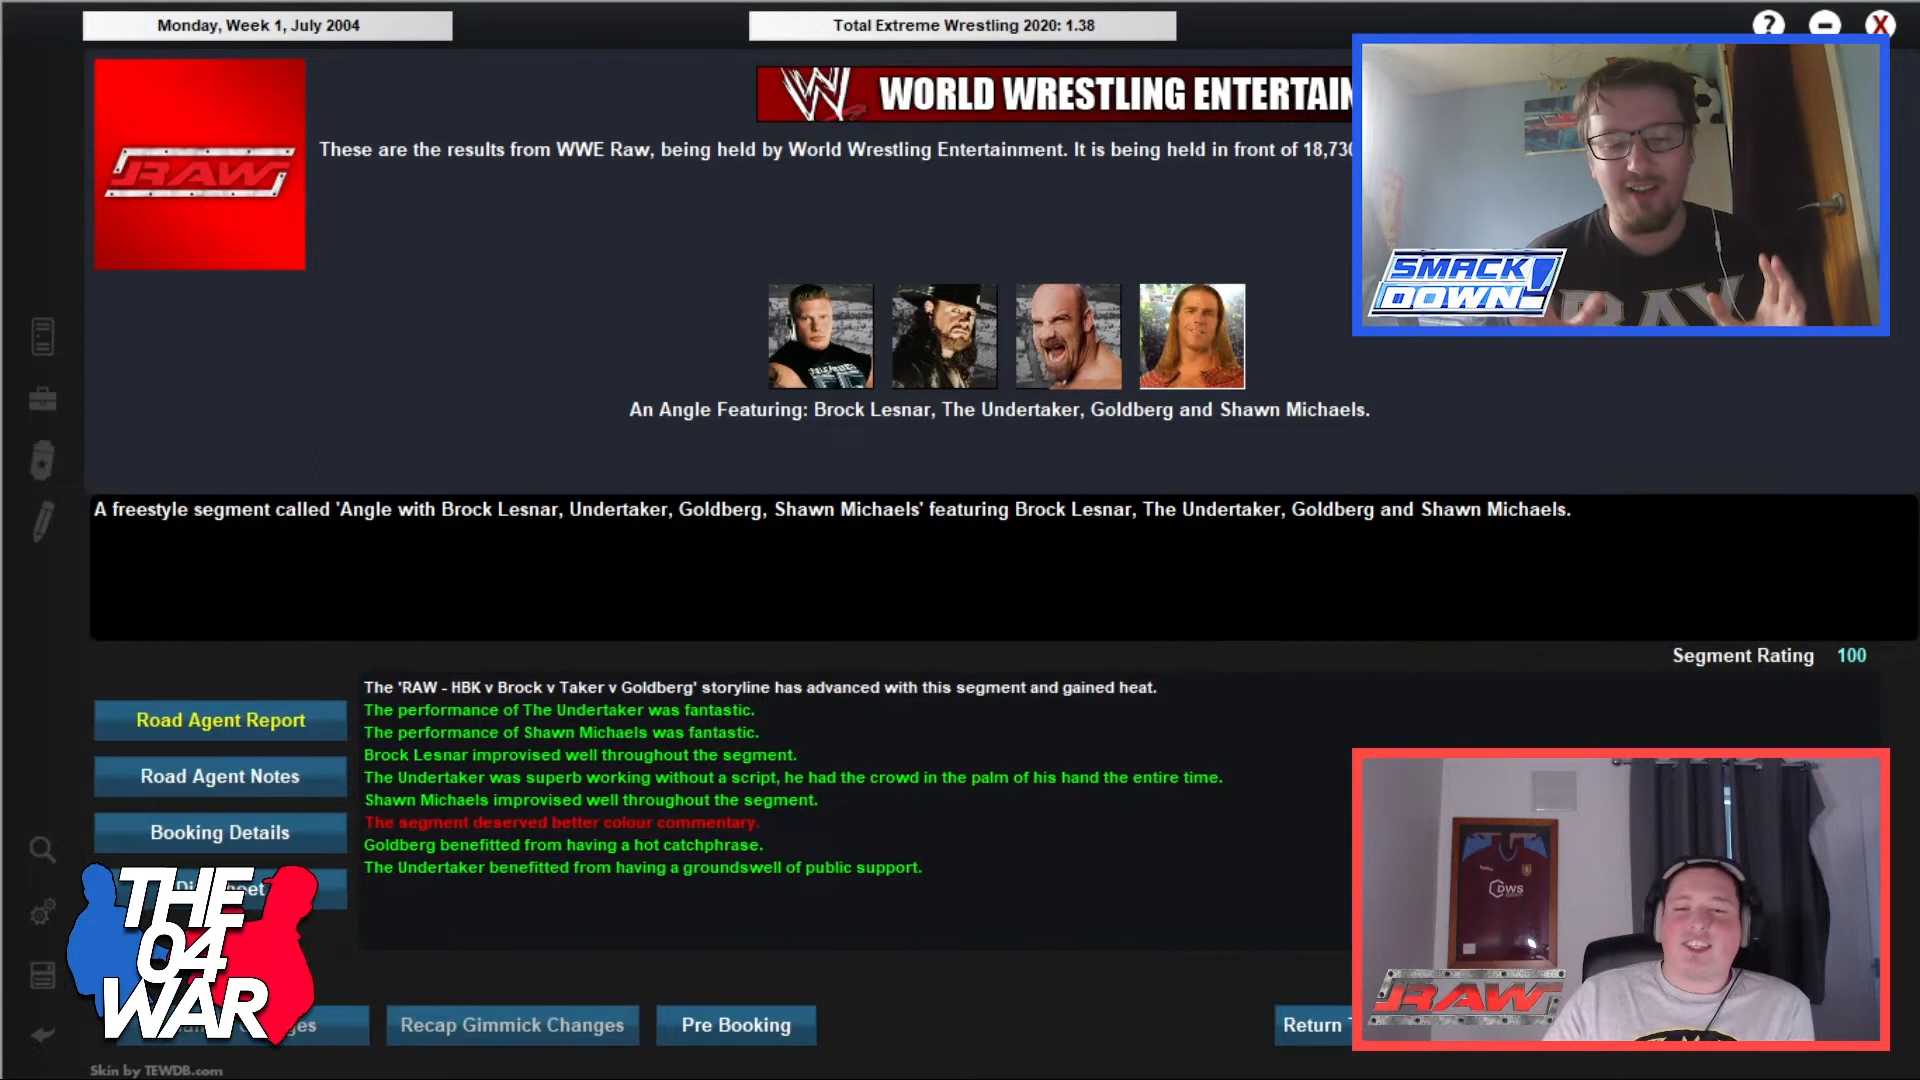 Monday, Week 1, July 2004
Total Extreme Wrestling 2020: 1.38
?
X
RAW
W WORLD WRESTLING ENTERTAIN
These are the results from WWE Raw, being held by World Wrestling Entertainment. It is being held in front of 18,730
SMACK
DOWN!
An Angle Featuring: Brock Lesnar, The Undertaker, Goldberg and Shawn Michaels.
A freestyle segment called 'Angle with Brock Lesnar, Undertaker, Goldberg, Shawn Michaels' featuring Brock Lesnar, The Undertaker, Goldberg and Shawn Michaels.
Segment Rating 100
Road Agent Report
Road Agent Notes
Booking Details
The 'RAW - HBK v Brock v Taker v Goldberg' storyline has advanced with this segment and gained heat.
The performance of The Undertaker was fantastic.
The performance of Shawn Michaels was fantastic.
Brock Lesnar improvised well throughout the segment.
The Undertaker was superb working without a script, he had the crowd in the palm of his hand the entire time.
Shawn Michaels improvised well throughout the segment.
The segment deserved better colour commentary.
Goldberg benefitted from having a hot catchphrase.
The Undertaker benefitted from having a groundswell of public support.
THE
04
WAR
Recap Gimmick Changes
Pre Booking
Return
DWS
RAW
Skin by TEWDB.com